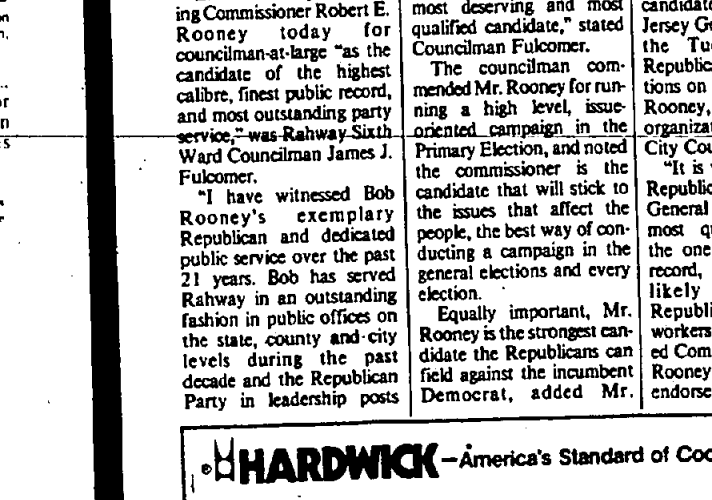 ing Commissioner Robert E.
Rooney today for
councilman-at-large "as the
candidate of the highest
calibre, finest public record,
and most outstanding party
service," was Rahway Sixth
Ward Councilman James J.
Fulcomer.
"I have witnessed Bob
Rooney's exemplary
Republican and dedicated
public service over the past
21 years. Bob has served
Rahway in an outstanding
fashion in public offices on
the state, county and city
levels during the past
decade and the Republican
Party in leadership posts
most deserving and most
qualified candidate," stated
Councilman Fulcomer.
The councilman com-
mended Mr. Rooney for run-
ning a high level, issue-
oriented campaign in the
Primary Election, and noted
the commissioner is the
candidate that will stick to
the issues that affect the
people, the best way of con-
ducting a campaign in the
general elections and every
election.
Equally important, Mr.
Rooney is the strongest can-
didate the Republicans can
field against the incumbent
Democrat, added Mr.
candidate
Jersey Ge
the Tu
Republic
tions on
Rooney,
organizat
City Cou
"It is
Republic
General
most qu
the one
record,
likely
Republi
workers
ed Com
Rooney
endorse
HARDWICK—America's Standard of Coo